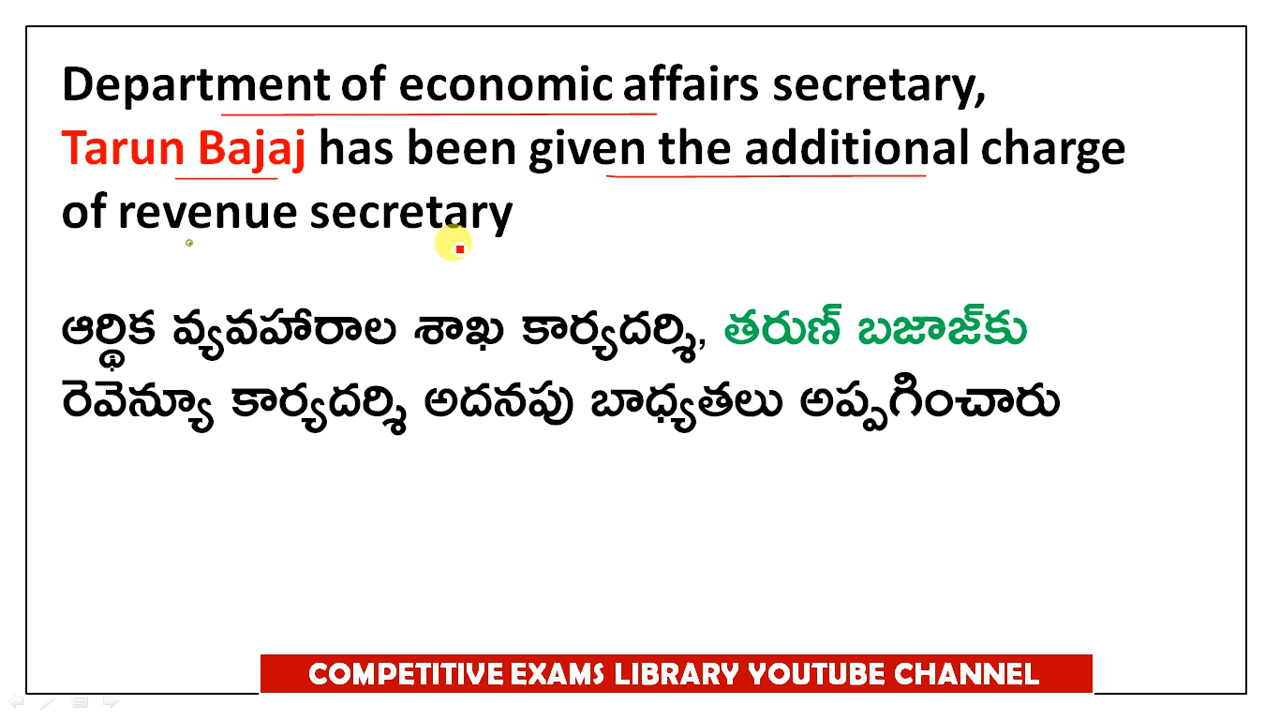 Department of economic affairs secretary,
Tarun Bajaj has been given the additional charge
of revenue secretary
ఆర్థిక వ్యవహారాల శాఖ కార్యదర్శి, తరుణ్ బజాజ్‌కు
రెవెన్యూ కార్యదర్శి అదనపు బాధ్యతలు అప్పగించారు
COMPETITIVE EXAMS LIBRARY YOUTUBE CHANNEL